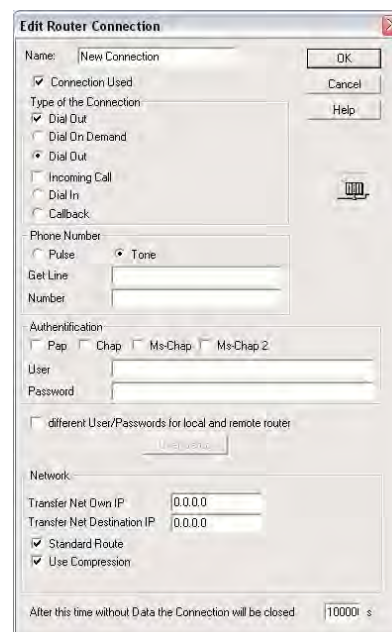 Edit Router Connection
Name: New Connection
OK
Connection Used
Cancel
Type of the Connection
Help
Dial Out
Dial On Demand
Dial Out
Incoming Call
Dial In
Callback
Phone Number
Pulse Tone
Get Line
Number
Authentification
Pap Chap Ms-Chap Ms-Chap 2
User
Password
different User/Passwords for local and remote router
Network
Transfer Net Own IP 0.0.0.0
Transfer Net Destination IP 0.0.0.0
Standard Route
Use Compression
After this time without Data the Connection will be closed s